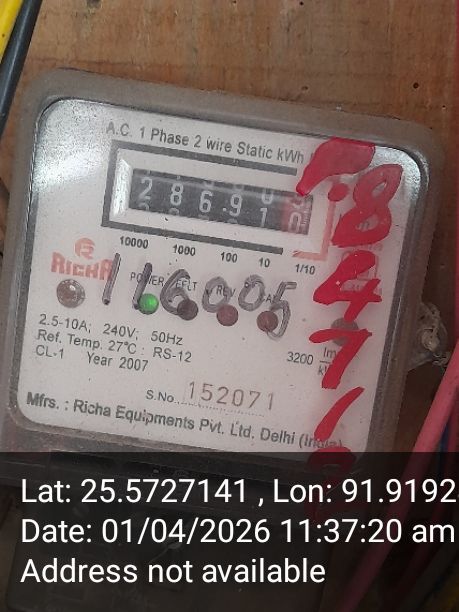 A.C. 1 Phase 2 wire Static kWh
2 8 6 9 1 0
10000 1000 100 10 1/10
RICHA
116005
2.5-10A; 240V; 50Hz
Ref. Temp. 27°C : RS-12
CL-1 Year 2007
3200
S.No. 152071
Mfrs. : Richa Equipments Pvt. Ltd. Delhi (India)
Lat: 25.5727141 , Lon: 91.9192
Date: 01/04/2026 11:37:20 am
Address not available